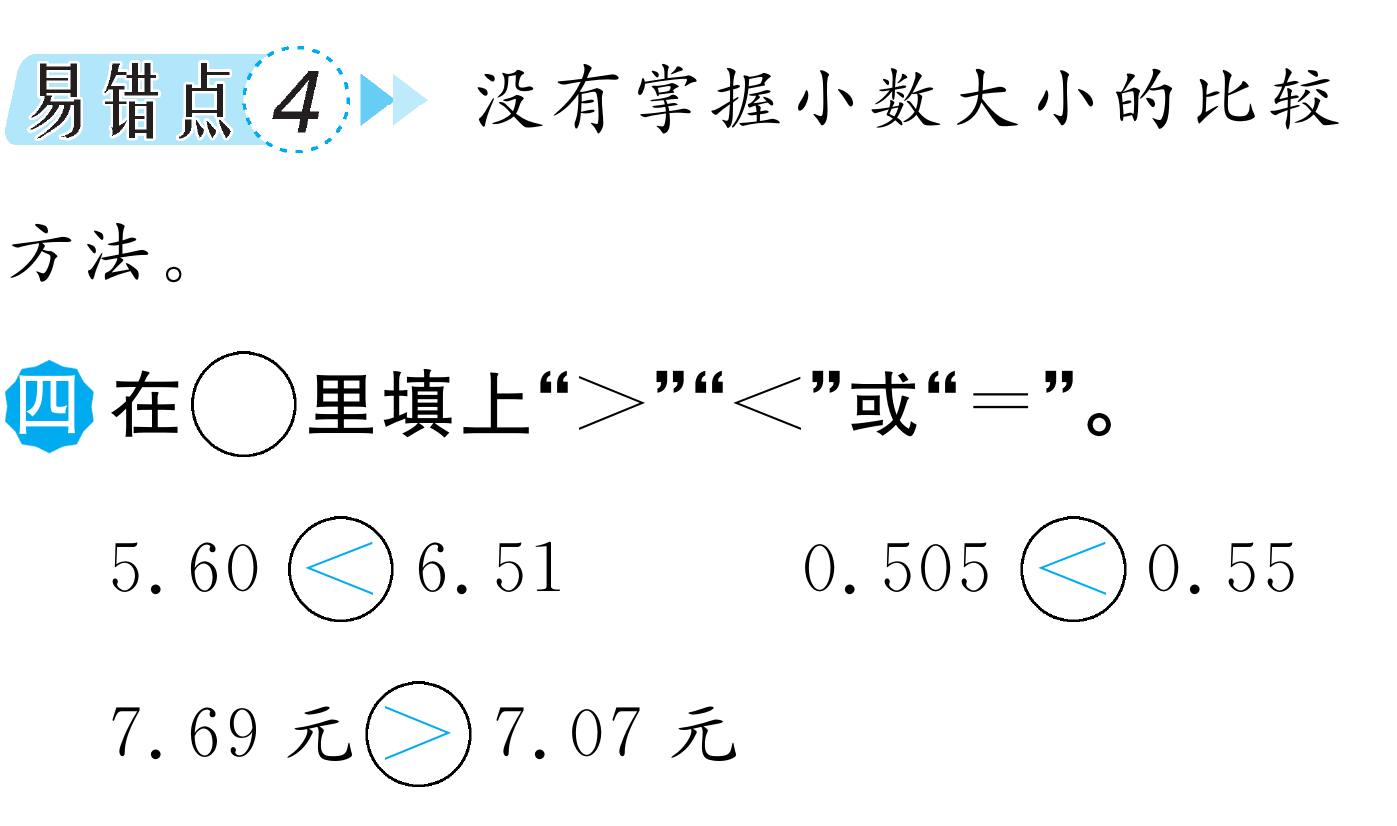 易错点4 没有掌握小数大小的比较
方法。
四 在○里填上“>”“<”或“=”。
5.60 < 6.51 0.505 < 0.55
7.69 元 > 7.07 元